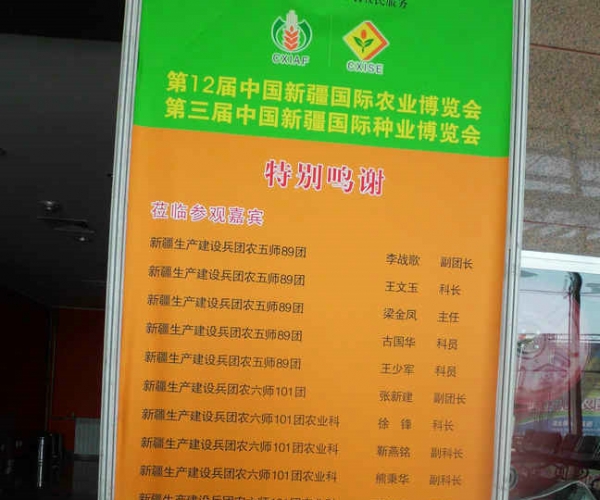 CXIAF
CXISE
第12届中国新疆国际农业博览会
第三届中国新疆国际种业博览会
特别鸣谢
莅临参观嘉宾
新疆生产建设兵团农五师89团 李战歌 副团长
新疆生产建设兵团农五师89团 王文玉 科长
新疆生产建设兵团农五师89团 梁金凤 主任
新疆生产建设兵团农五师89团 古国华 科员
新疆生产建设兵团农五师89团 王少军 科员
新疆生产建设兵团农六师101团 张新建 副团长
新疆生产建设兵团农六师101团农业科 徐锋 科长
新疆生产建设兵团农六师101团农业科 靳燕铭 副科长
新疆生产建设兵团农六师101团农业科 熊秉华 副科长